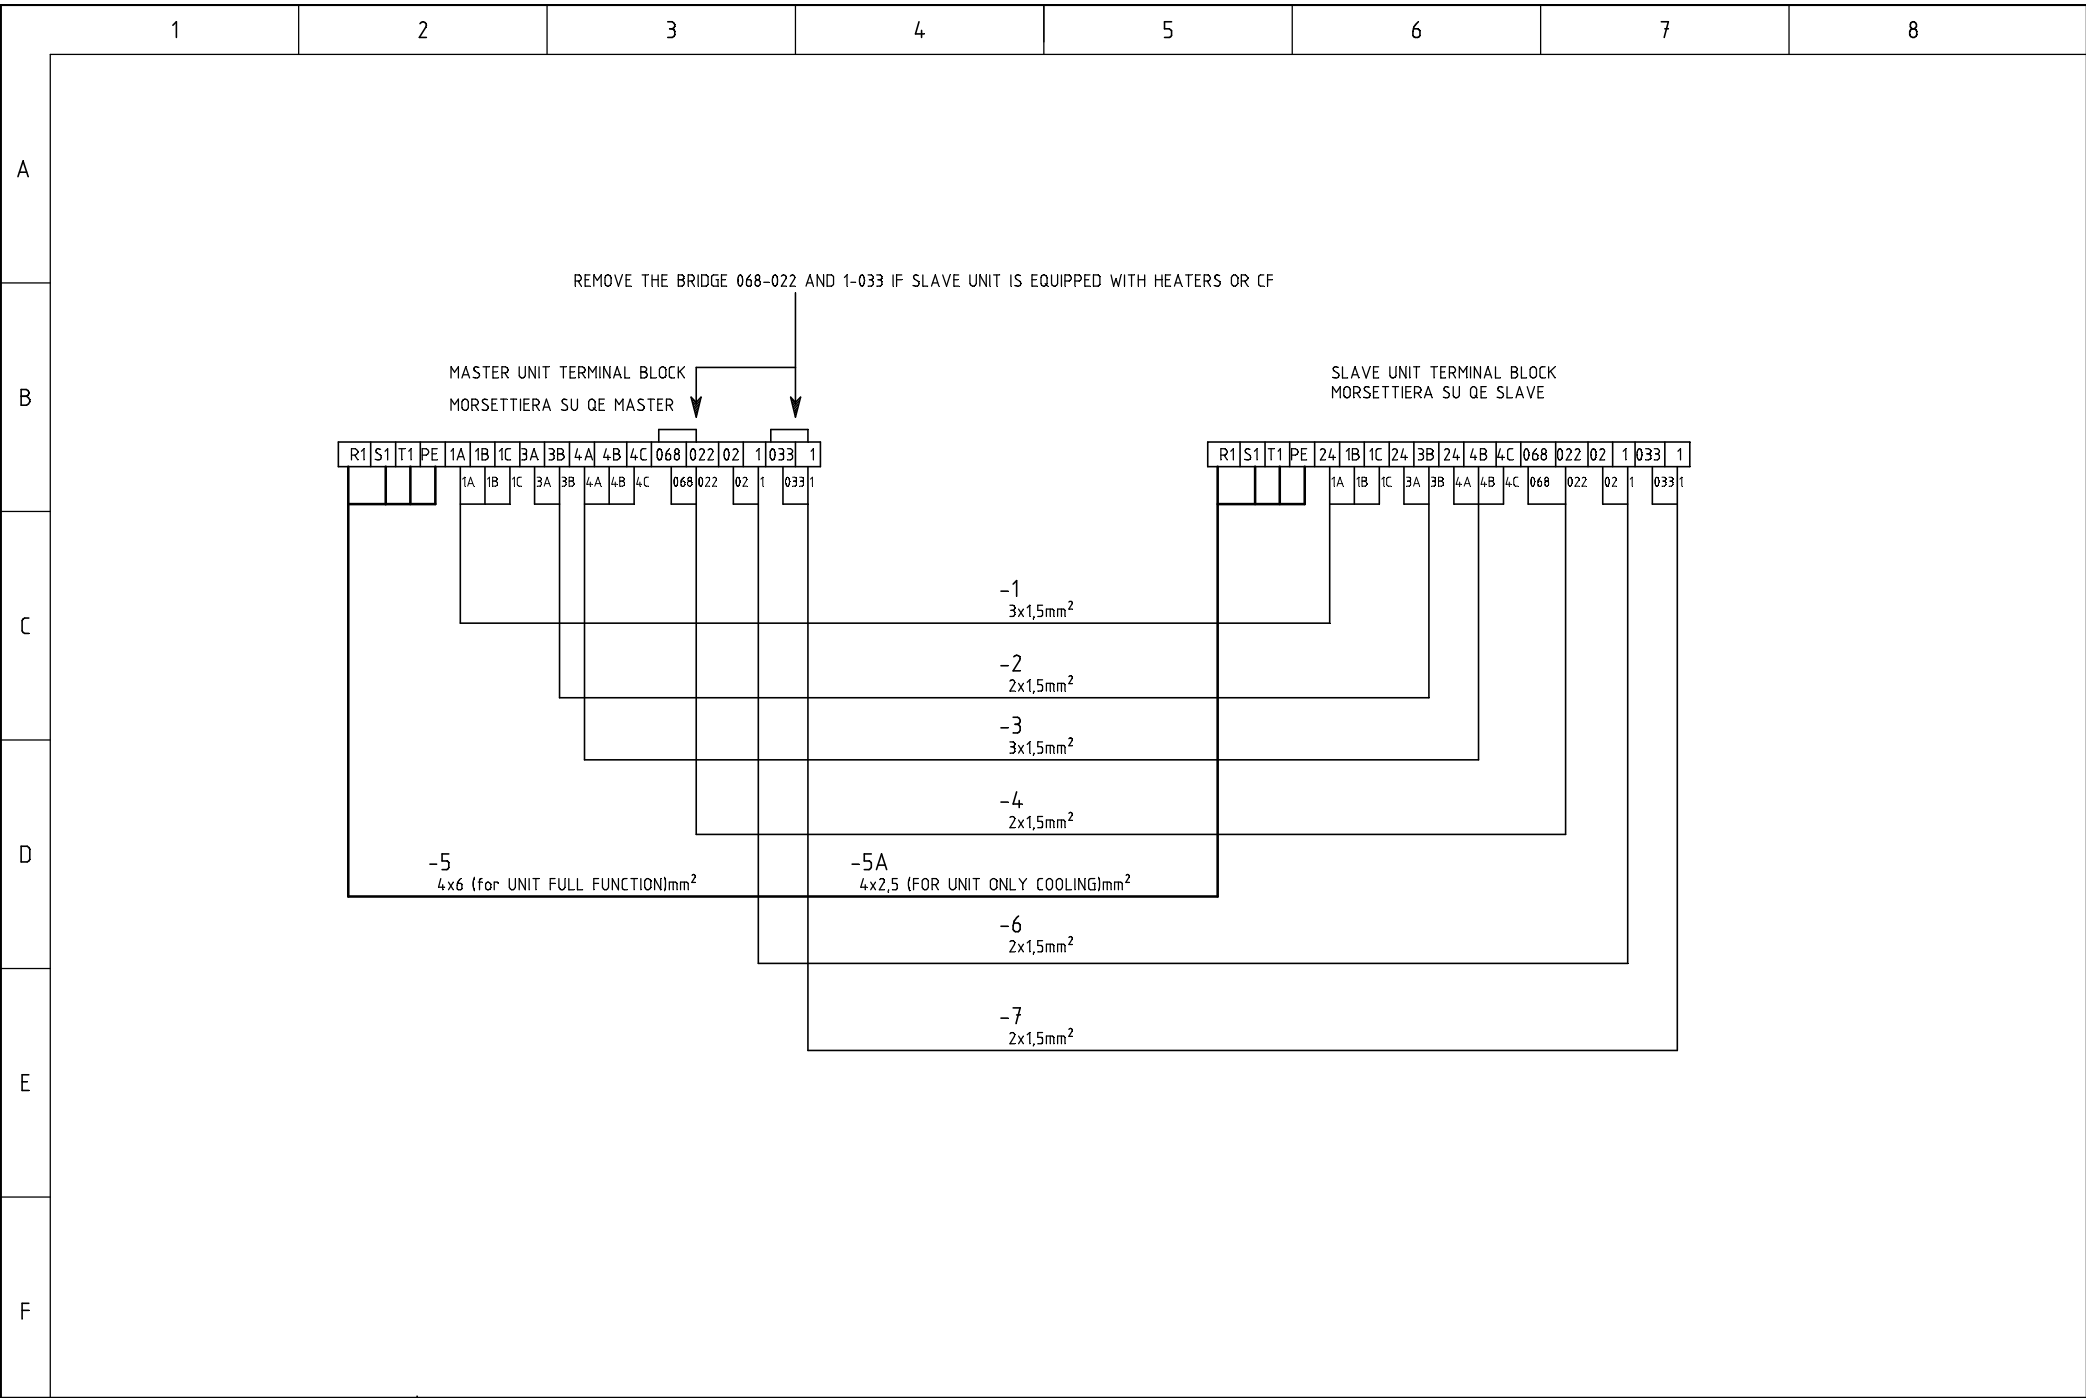 1 2 3 4 5 6 7 8
A
REMOVE THE BRIDGE 068-022 AND 1-033 IF SLAVE UNIT IS EQUIPPED WITH HEATERS OR CF
MASTER UNIT TERMINAL BLOCK
MORSETTIERA SU QE MASTER
SLAVE UNIT TERMINAL BLOCK
MORSETTIERA SU QE SLAVE
B
R1 S1 T1 PE 1A 1B 1C 3A 3B 4A 4B 4C 068 022 02 1 033 1
1A 1B 1C 3A 3B 4A 4B 4C 068 022 02 1 033 1
R1 S1 T1 PE 24 1B 1C 24 3B 24 4B 4C 068 022 02 1 033 1
1A 1B 1C 3A 3B 4A 4B 4C 068 022 02 1 033 1
-1
3x1,5mm²
C
-2
2x1,5mm²
-3
3x1,5mm²
-4
2x1,5mm²
D
-5
4x6 (for UNIT FULL FUNCTION)mm²
-5A
4x2,5 (FOR UNIT ONLY COOLING)mm²
-6
2x1,5mm²
-7
2x1,5mm²
E
F